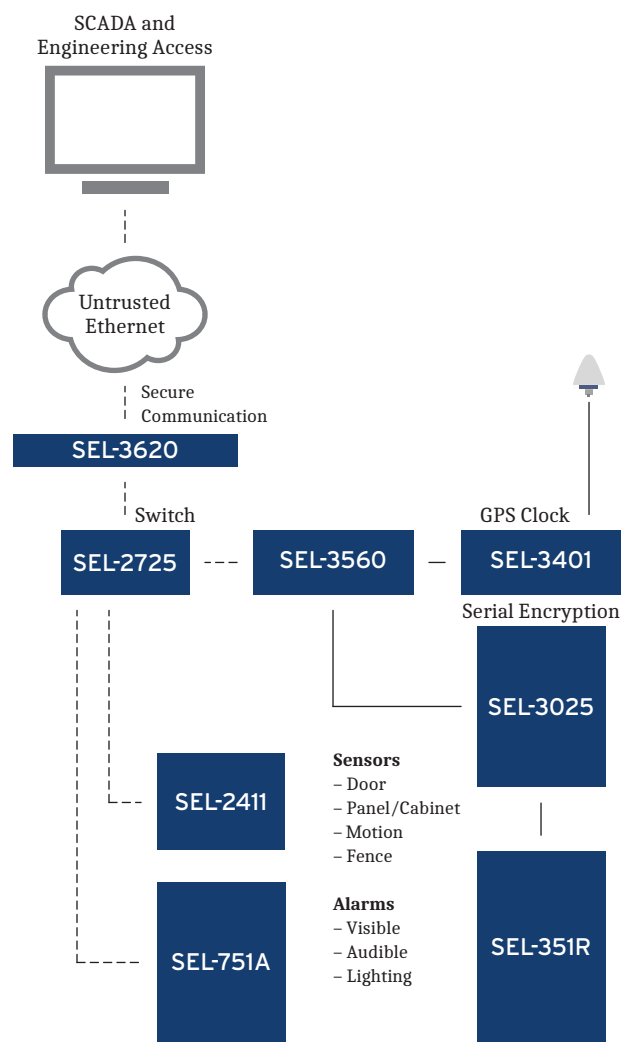 SCADA and
Engineering Access
Untrusted
Ethernet
Secure
Communication
SEL-3620
Switch
GPS Clock
SEL-2725
SEL-3560
SEL-3401
Serial Encryption
SEL-3025
SEL-2411
Sensors
– Door
– Panel/Cabinet
– Motion
– Fence
Alarms
– Visible
– Audible
– Lighting
SEL-751A
SEL-351R